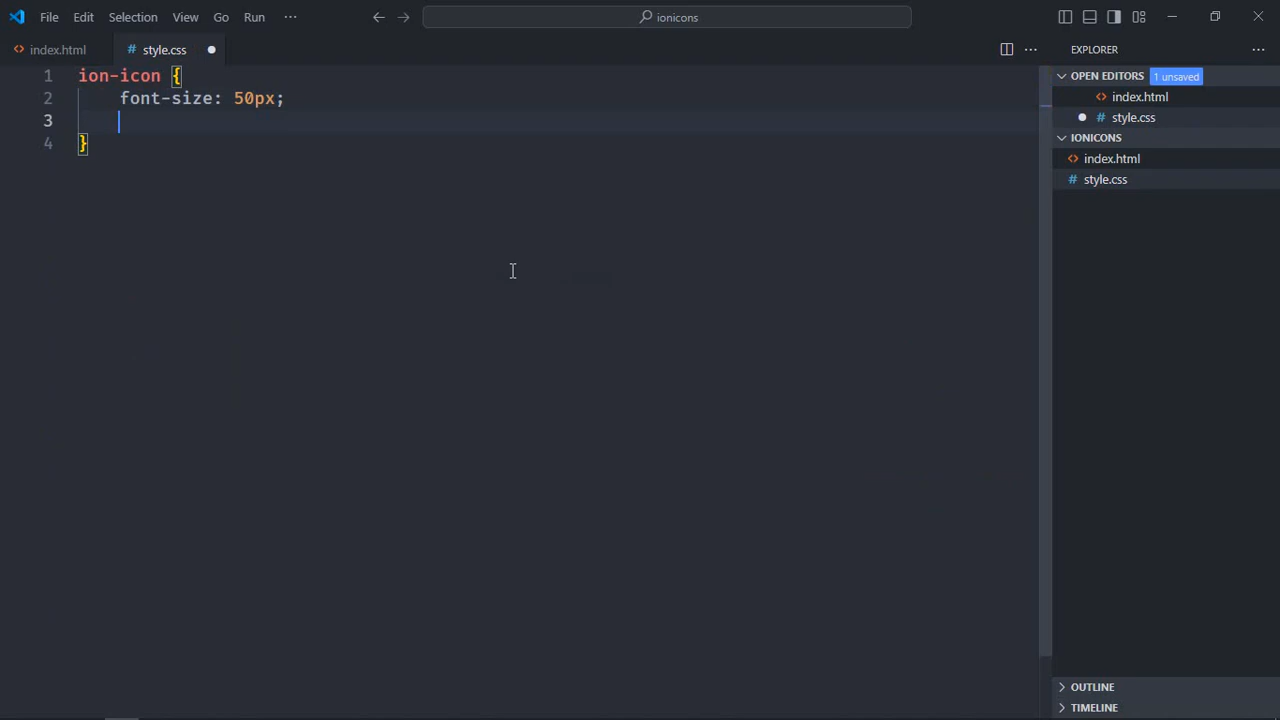 File Edit Selection View Go Run ···
ionicons
index.html
style.css
1 ion-icon {
2 font-size: 50px;
3
4 }
EXPLORER
OPEN EDITORS 1 unsaved
index.html
style.css
IONICONS
index.html
style.css
OUTLINE
TIMELINE